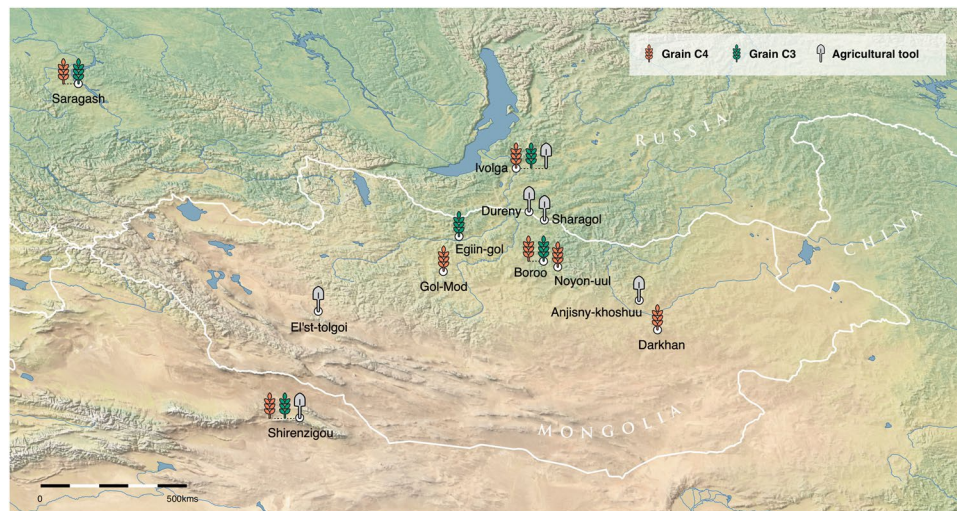 Grain C4
Grain C3
Agricultural tool
Saragash
RUSSIA
Ivolga
Dureny
Sharagol
CHINA
Egiin-gol
Gol-Mod
Boroo
Noyon-uul
Anjisny-khoshuu
El'st-tolgoi
Darkhan
Shirenzigou
MONGOLIA
0
500kms